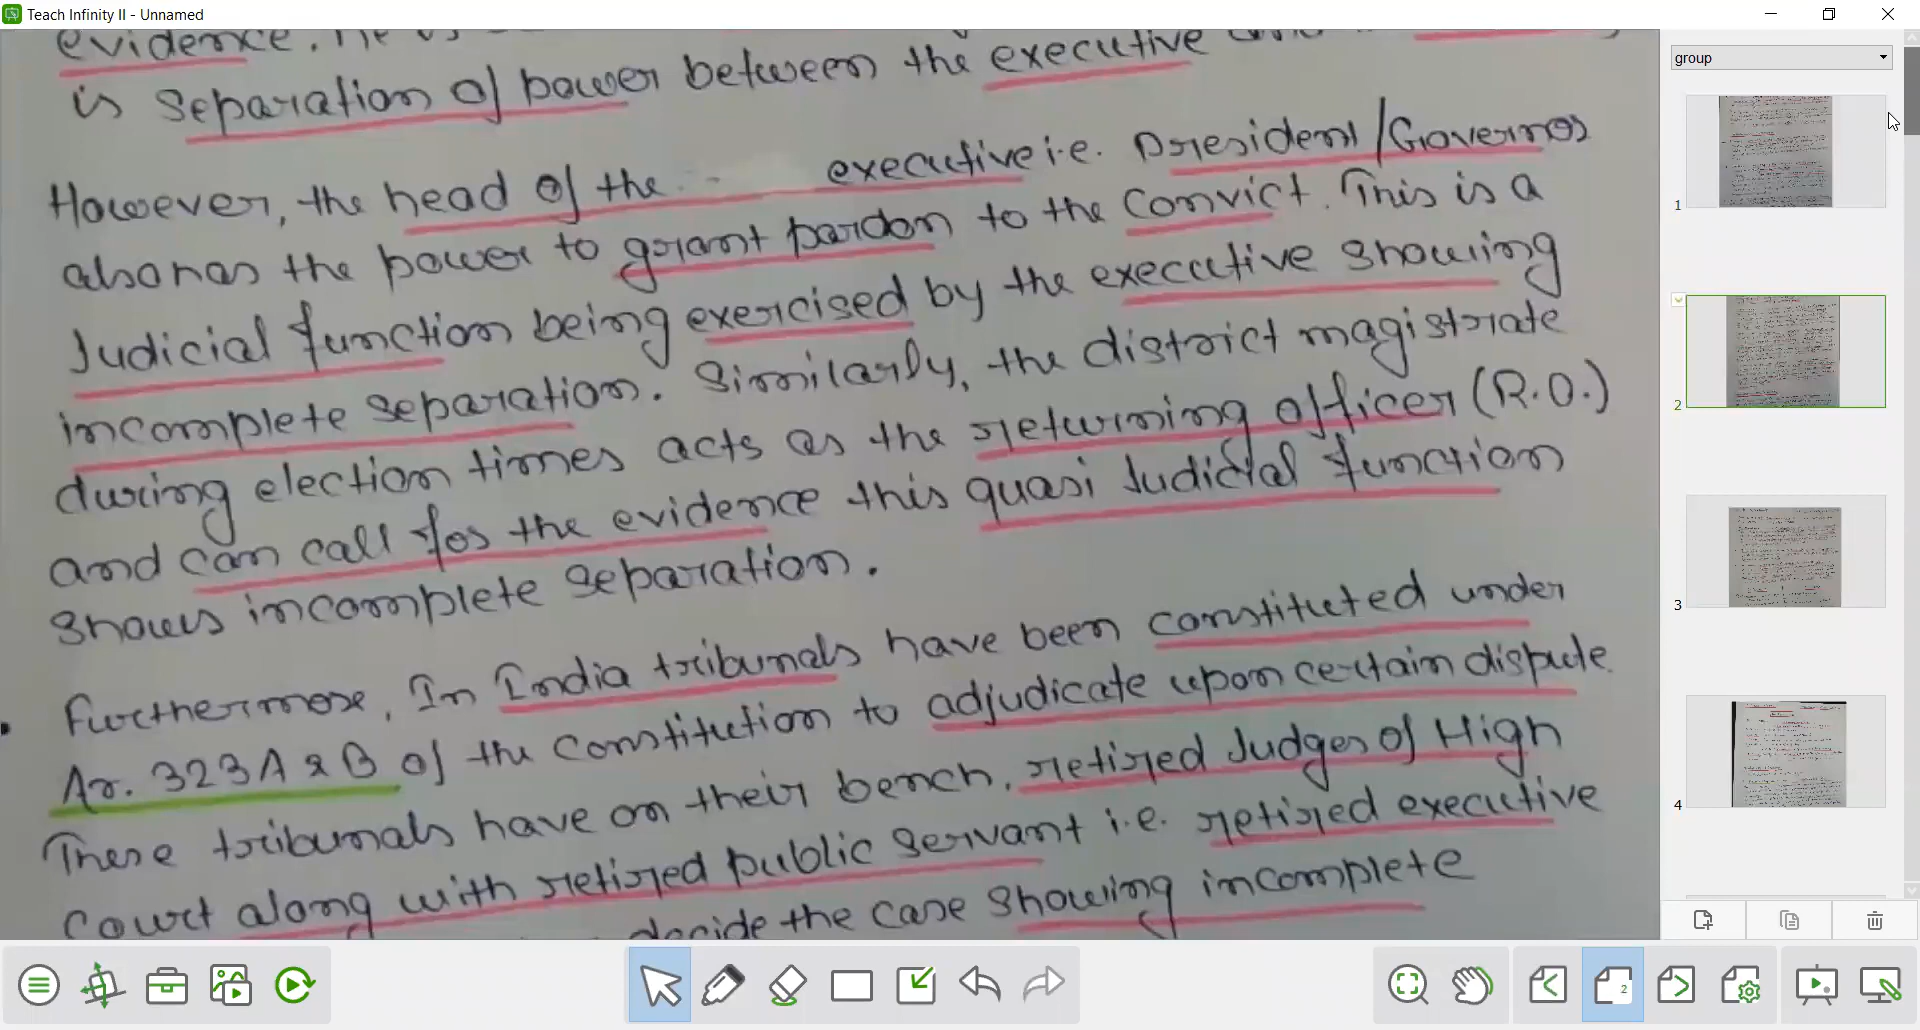 Teach Infinity II - Unnamed
group
evidence. He is
is separation of power between the executive
However, the head of the executive i.e. President/Governor
also has the power to grant pardon to the convict. This is a
Judicial function being exercised by the executive showing
incomplete separation. Similarly, the district magistrate
during election times acts as the returning officer (R.O.)
and can call for the evidence this quasi Judicial function
shows incomplete separation.
Furthermore, In India tribunals have been constituted under
Ar. 323A & B of the constitution to adjudicate upon certain dispute.
These tribunals have on their bench, retired Judges of High
Court along with retired public servant i.e. retired executive
decide the case showing incomplete
1
2
3
4
2